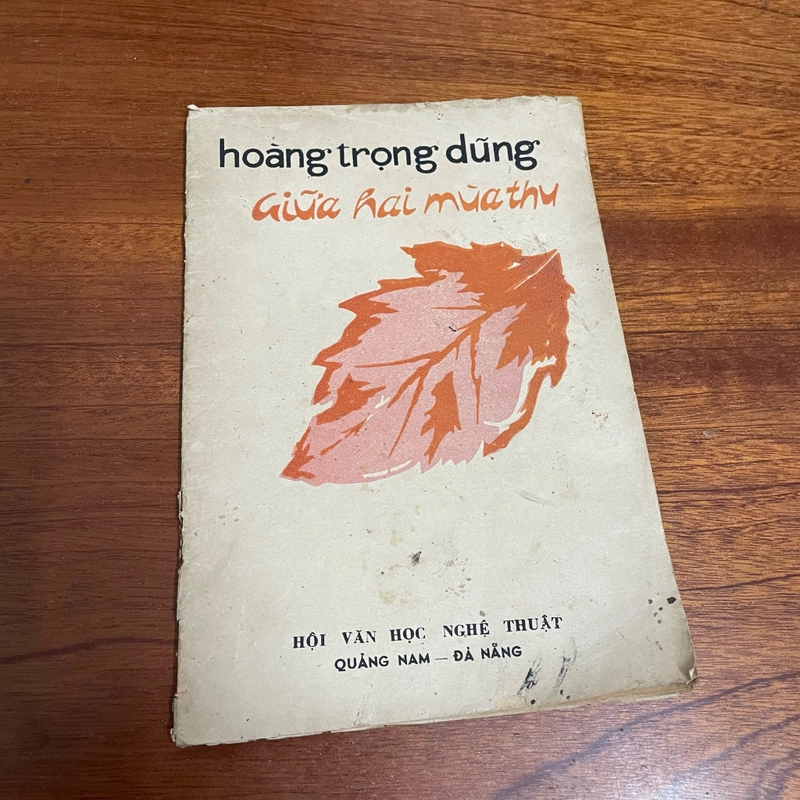 hoàng trọng dũng
Giữa hai mùa thu
HỘI VĂN HỌC NGHỆ THUẬT
QUẢNG NAM — ĐÀ NẴNG